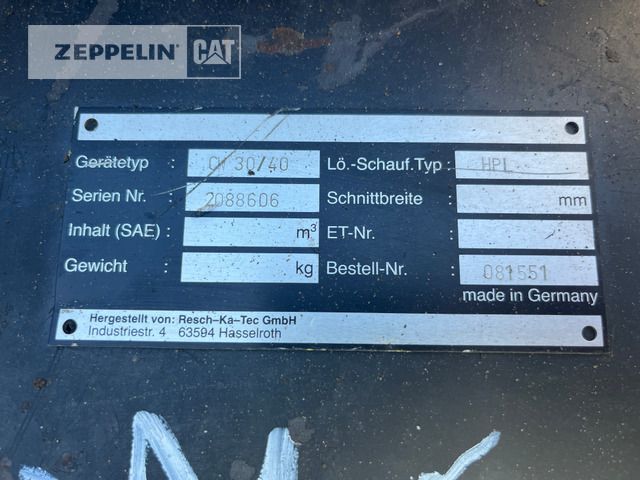 ZEPPELIN CAT
Gerätetyp : CW 30/40 Lö.-Schauf.Typ : HPL
Serien Nr. : 2088606 Schnittbreite : mm
Inhalt (SAE) : m³ ET-Nr. :
Gewicht : kg Bestell-Nr. : 081551
made in Germany
Hergestellt von: Resch-Ka-Tec GmbH
Industriestr. 4 63594 Hasselroth